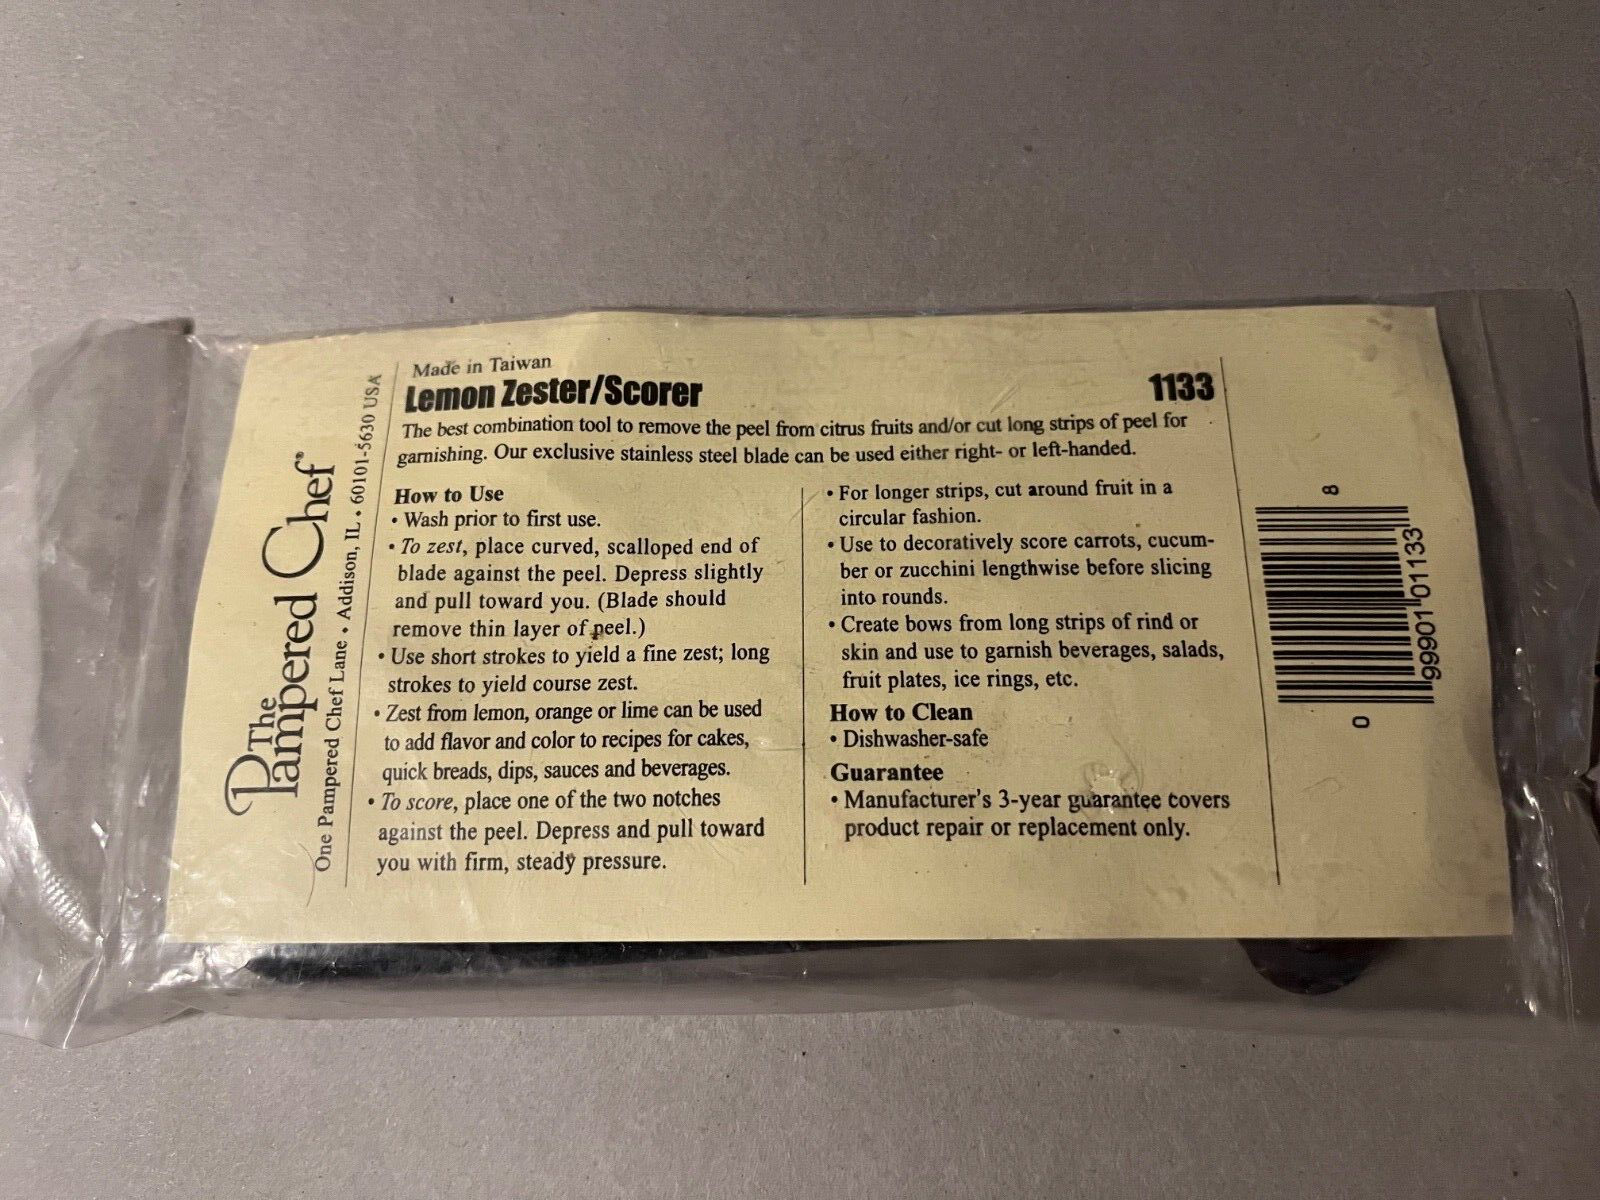 The
Pampered Chef®
One Pampered Chef Lane • Addison, IL • 60101-5630 USA
Made in Taiwan
Lemon Zester/Scorer 1133
The best combination tool to remove the peel from citrus fruits and/or cut long strips of peel for
garnishing. Our exclusive stainless steel blade can be used either right- or left-handed.
How to Use
• Wash prior to first use.
• To zest, place curved, scalloped end of
blade against the peel. Depress slightly
and pull toward you. (Blade should
remove thin layer of peel.)
• Use short strokes to yield a fine zest; long
strokes to yield course zest.
• Zest from lemon, orange or lime can be used
to add flavor and color to recipes for cakes,
quick breads, dips, sauces and beverages.
• To score, place one of the two notches
against the peel. Depress and pull toward
you with firm, steady pressure.
• For longer strips, cut around fruit in a
circular fashion.
• Use to decoratively score carrots, cucum-
ber or zucchini lengthwise before slicing
into rounds.
• Create bows from long strips of rind or
skin and use to garnish beverages, salads,
fruit plates, ice rings, etc.
How to Clean
• Dishwasher-safe
Guarantee
• Manufacturer's 3-year guarantee covers
product repair or replacement only.
0 99901 01133 8